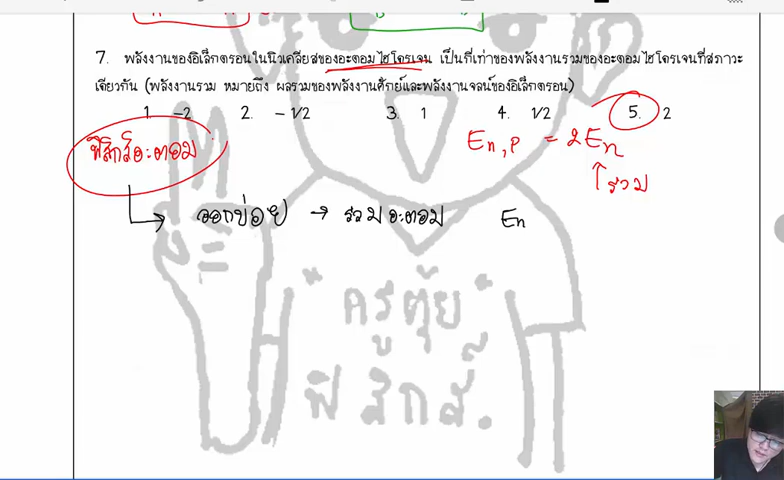 7. พลังงานของอิเล็กตรอนในนิวเคลียสของอะตอมไฮโดรเจน เป็นกี่เท่าของพลังงานรวมของอะตอมไฮโดรเจนที่สภาวะ
เดียวกัน (พลังงานรวม หมายถึง ผลรวมของพลังงานศักย์และพลังงานจลน์ของอิเล็กตรอน)
1. -2 2. - 1/2 3. 1 4. 1/2 5. 2
ฟิสิกส์อะตอม
En,p = 2En
↑รวม
ออกบ่อย → รวมอะตอม En
"ครูตุ้ย"
ฟิสิกส์.